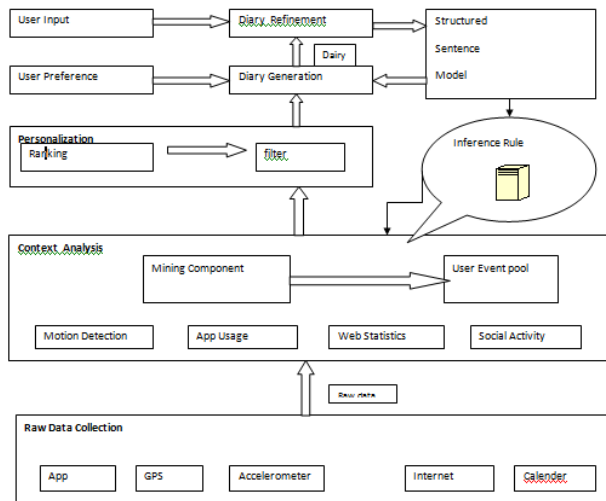 User Input
Diary Refinement
Structured
Sentence
Model
Dairy
User Preference
Diary Generation
Personalization
Ranking
filter
Inference Rule
Context Analysis
Mining Component
User Event pool
Motion Detection
App Usage
Web Statistics
Social Activity
Raw data
Raw Data Collection
App
GPS
Accelerometer
Internet
Calender